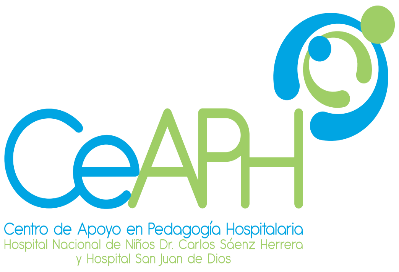 CeAPH
Centro de Apoyo en Pedagogía Hospitalaria
Hospital Nacional de Niños Dr. Carlos Sáenz Herrera
y Hospital San Juan de Dios